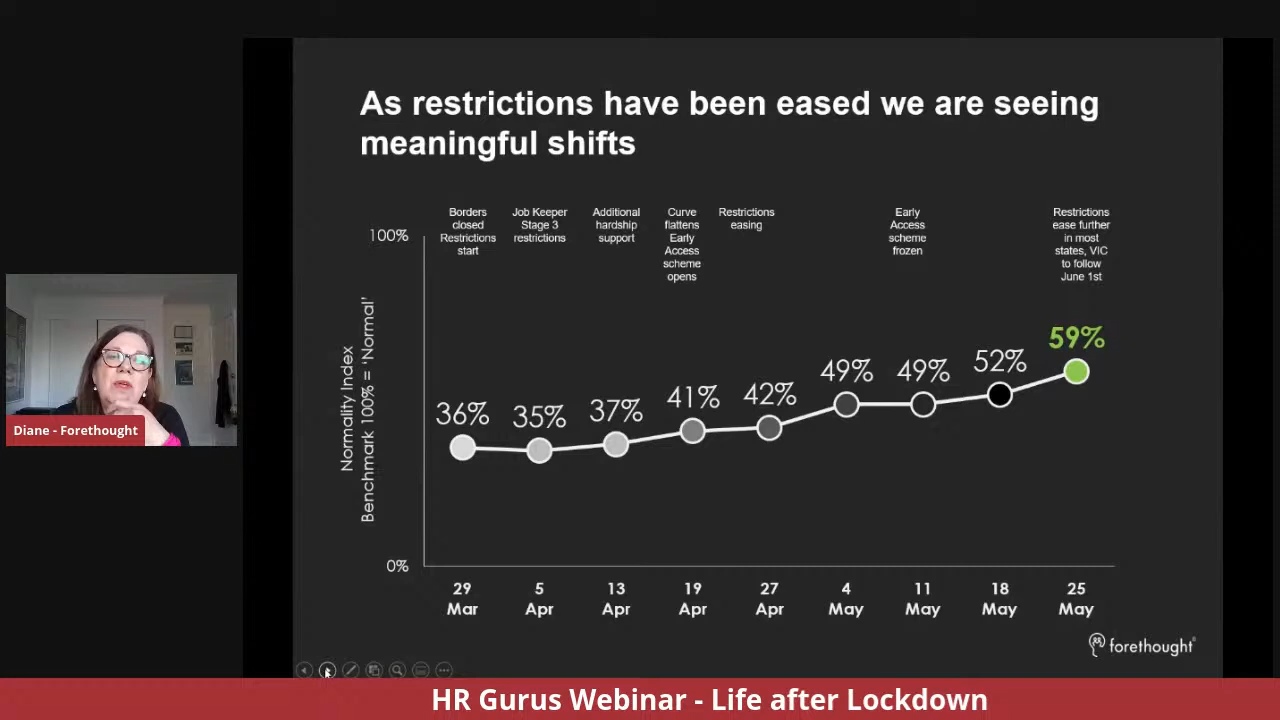 As restrictions have been eased we are seeing
meaningful shifts
Borders
closed
Restrictions
start
Job Keeper
Stage 3
restrictions
Additional
hardship
support
Curve
flattens
Early
Access
scheme
opens
Restrictions
easing
Early
Access
scheme
frozen
Restrictions
ease further
in most
states, VIC
to follow
June 1st
100%
0%
Normality Index
Benchmark 100% = 'Normal'
36%
35%
37%
41%
42%
49%
49%
52%
59%
29
Mar
5
Apr
13
Apr
19
Apr
27
Apr
4
May
11
May
18
May
25
May
forethought
Diane - Forethought
HR Gurus Webinar - Life after Lockdown